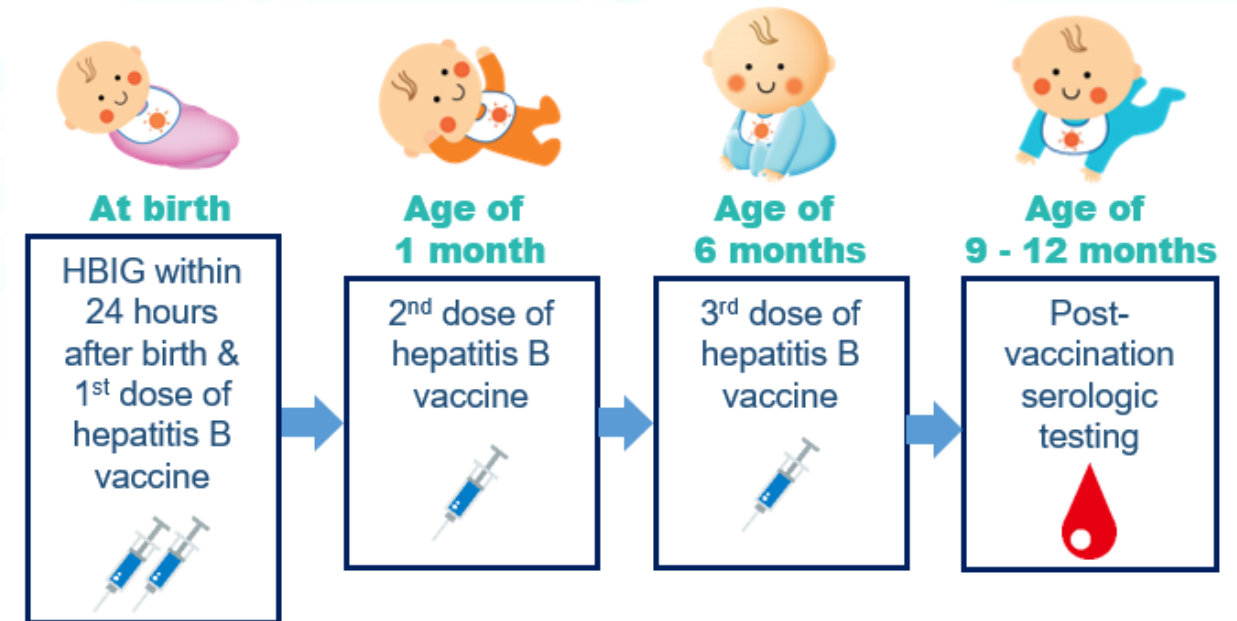 At birth
HBIG within
24 hours
after birth &
1st dose of
hepatitis B
vaccine
Age of
1 month
2nd dose of
hepatitis B
vaccine
Age of
6 months
3rd dose of
hepatitis B
vaccine
Age of
9 - 12 months
Post-
vaccination
serologic
testing